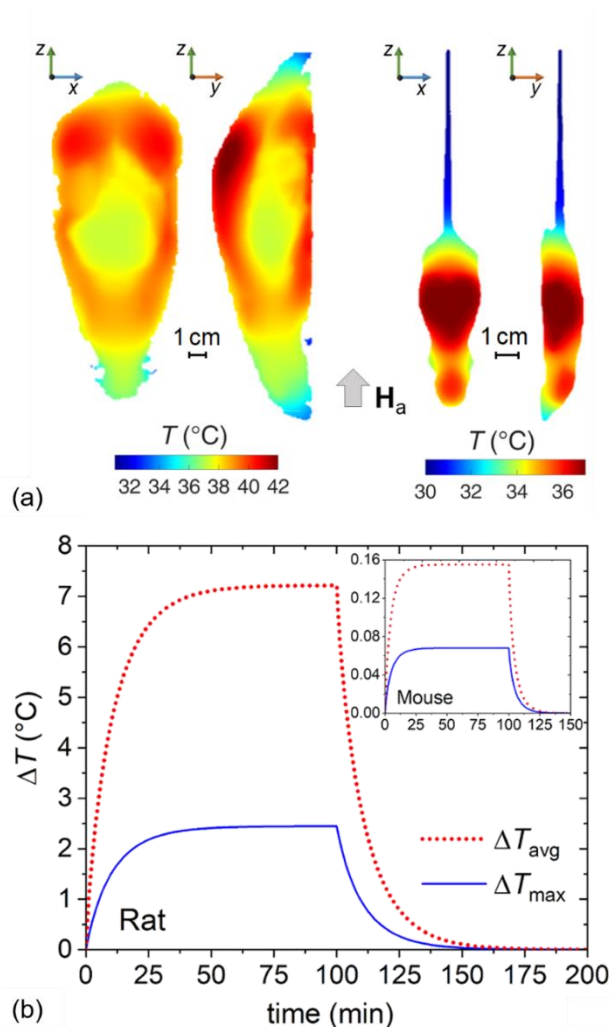 z z z z
x y x y
1 cm 1 cm
Hₐ
T (°C) T (°C)
32 34 36 38 40 42 30 32 34 36
(a)
8
7
6
5
4
3
2
1
0
ΔT (°C)
0.16
0.12
0.08
0.04
0.00
Mouse
0 25 50 75 100 125 150
ΔT avg
ΔT max
Rat
0 25 50 75 100 125 150 175 200
(b) time (min)